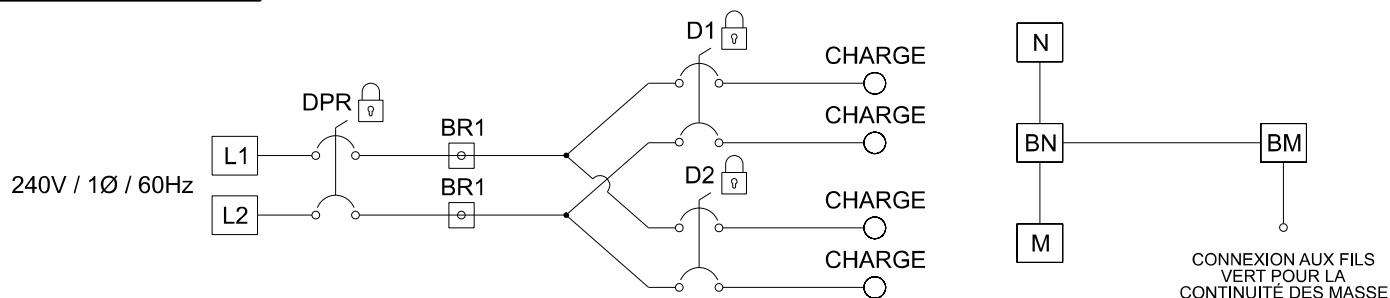 D1
CHARGE
N
DPR
CHARGE
BR1
L1
BN
BM
240V / 1Ø / 60Hz
BR1
D2
L2
CHARGE
M
CHARGE
CONNEXION AUX FILS
VERT POUR LA
CONTINUITÉ DES MASSE